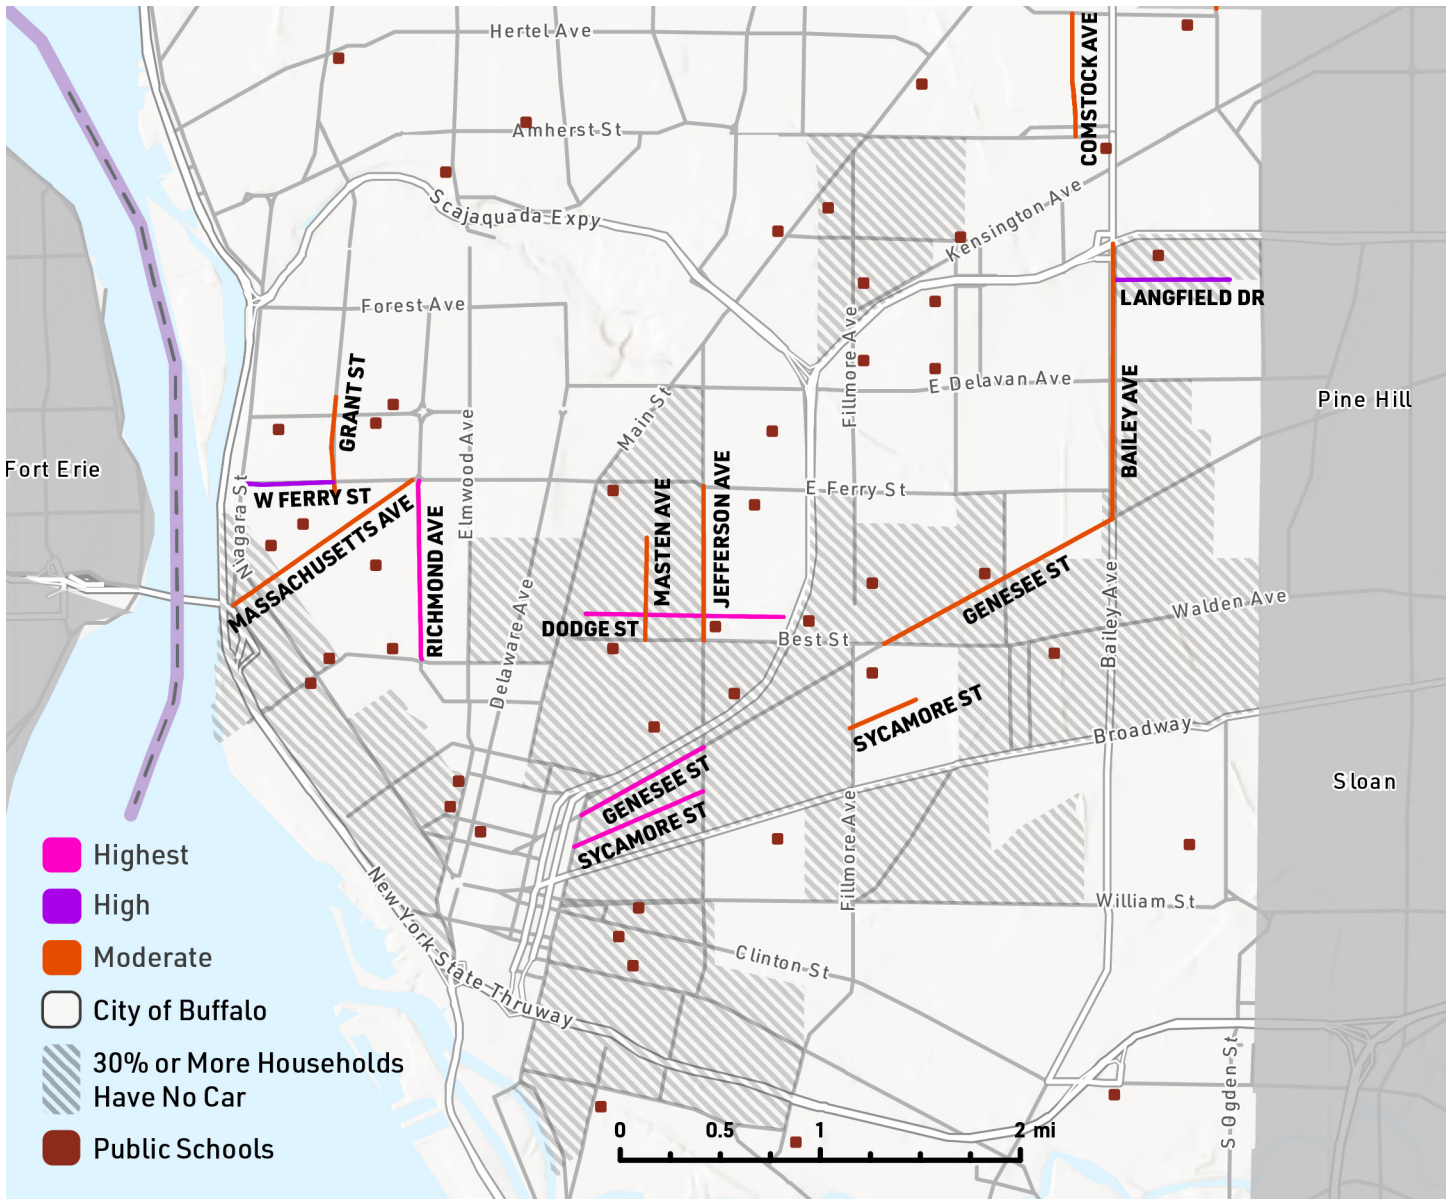 Hertel Ave
COMSTOCK AVE
Amherst St
Scajaquada Expy
Kensington Ave
LANGFIELD DR
Forest Ave
Fillmore Ave
GRANT ST
E Delavan Ave
Main St
BAILEY AVE
Pine Hill
Fort Erie
Elmwood Ave
Niagara St
W FERRY ST
MASSACHUSETTS AVE
RICHMOND AVE
MASTEN AVE
JEFFERSON AVE
E Ferry St
GENESEE ST
Bailey Ave
Walden Ave
Delaware Ave
DODGE ST
Best St
SYCAMORE ST
Broadway
GENESEE ST
SYCAMORE ST
Sloan
Fillmore Ave
William St
New York State Thruway
Clinton St
S Ogden St
Highest
High
Moderate
City of Buffalo
30% or More Households
Have No Car
Public Schools
0 0.5 1 2 mi